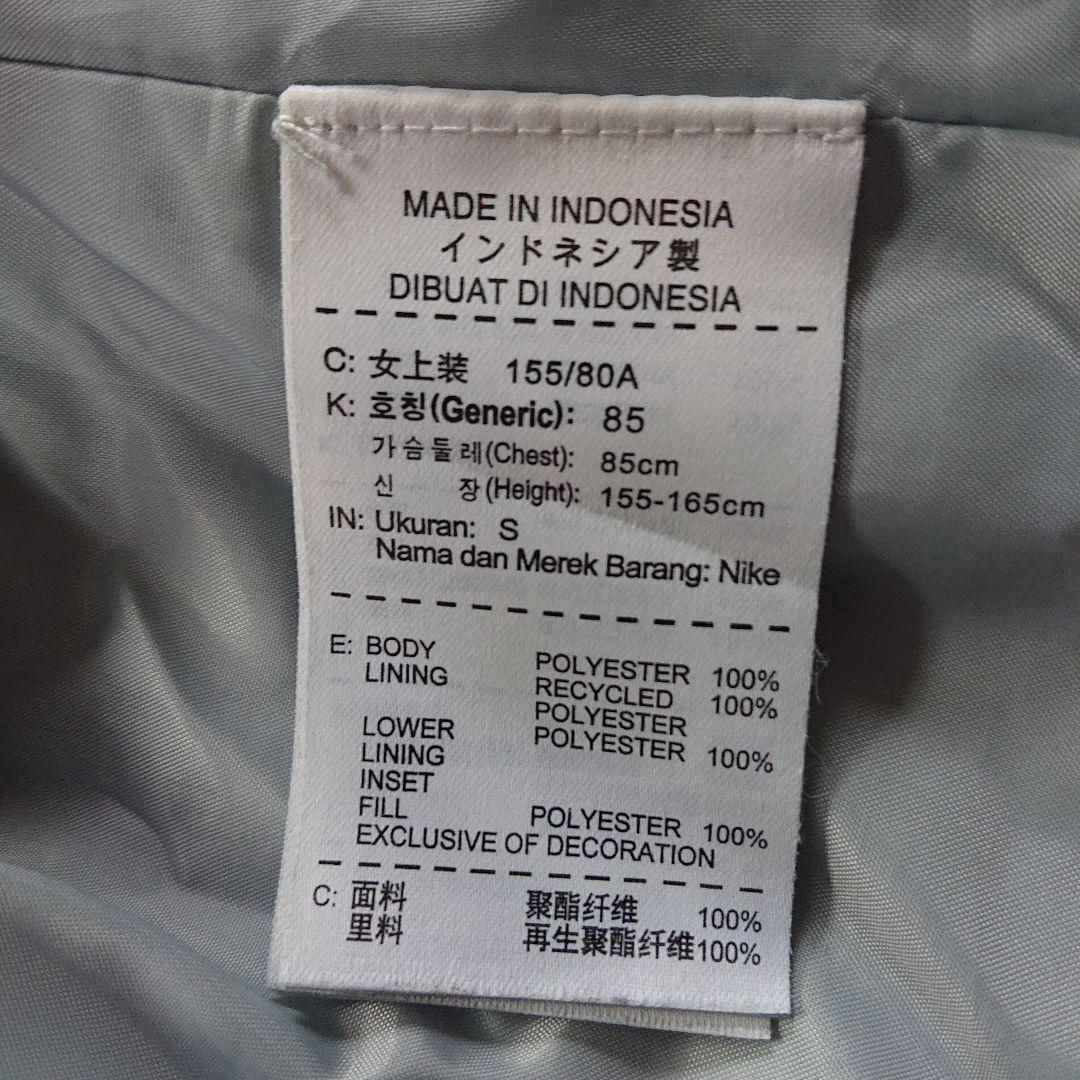 MADE IN INDONESIA
インドネシア製
DIBUAT DI INDONESIA
C: 女上装 155/80A
K: 호칭(Generic): 85
가슴둘레(Chest): 85cm
신 장(Height): 155-165cm
IN: Ukuran: S
Nama dan Merek Barang: Nike
E: BODY POLYESTER 100%
LINING RECYCLED 100%
POLYESTER
LOWER POLYESTER 100%
LINING
INSET
FILL POLYESTER 100%
EXCLUSIVE OF DECORATION
C: 面料 聚酯纤维 100%
里料 再生聚酯纤维100%